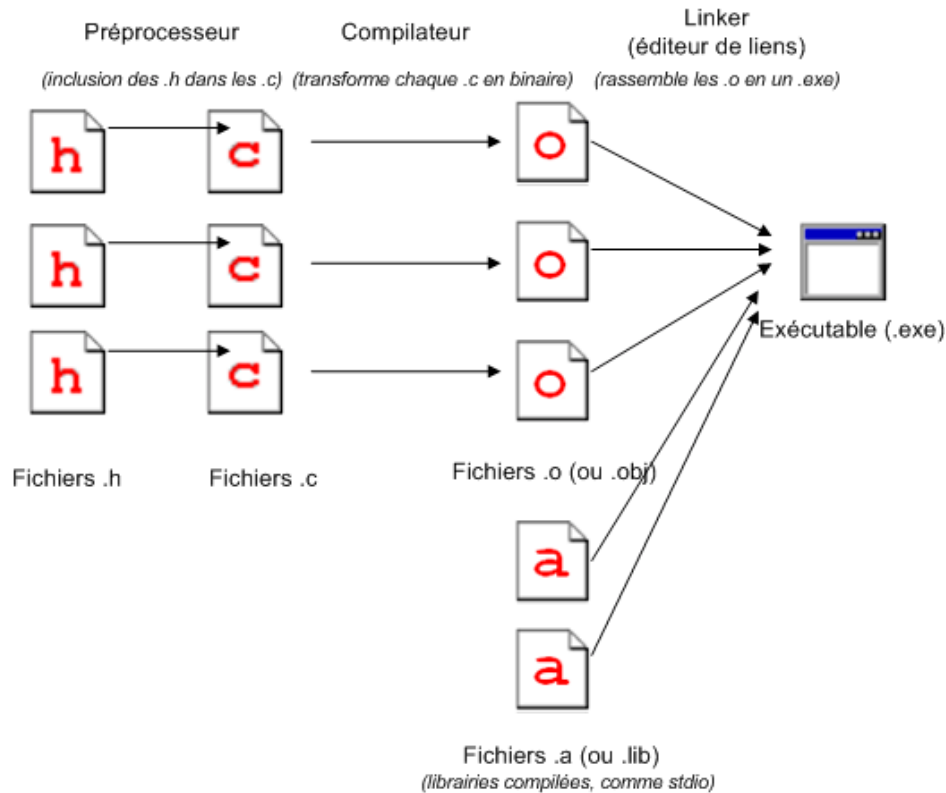 Préprocesseur
Compilateur
Linker
(éditeur de liens)
(inclusion des .h dans les .c)
(transforme chaque .c en binaire)
(rassemble les .o en un .exe)
h
c
o
h
c
o
h
c
o
Exécutable (.exe)
Fichiers .h
Fichiers .c
Fichiers .o (ou .obj)
a
a
Fichiers .a (ou .lib)
(librairies compilées, comme stdio)